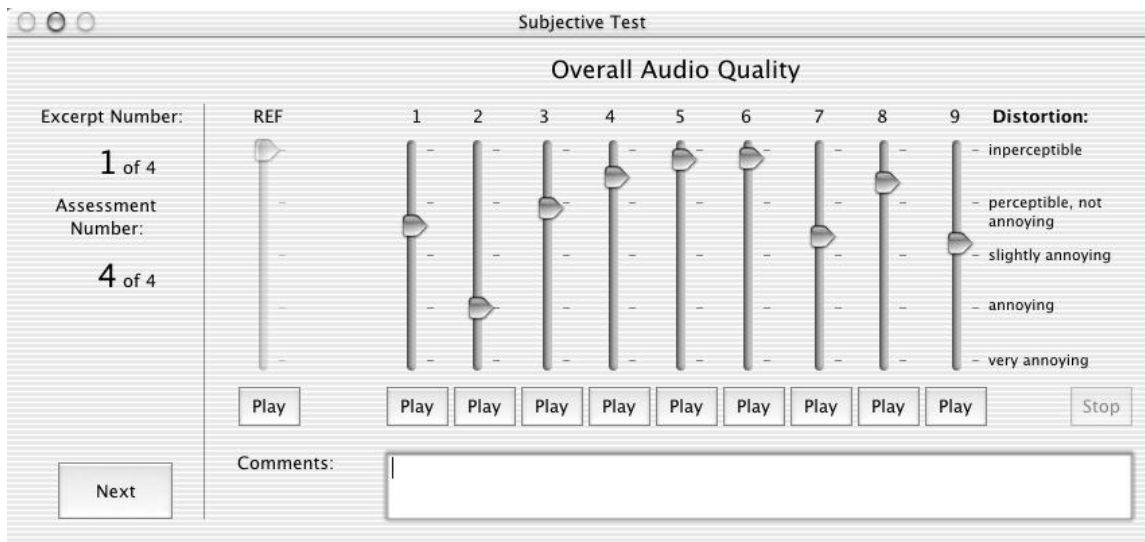 Subjective Test
Overall Audio Quality
Excerpt Number:
1 of 4
Assessment
Number:
4 of 4
REF 1 2 3 4 5 6 7 8 9 Distortion:
inperceptible
perceptible, not
annoying
slightly annoying
annoying
very annoying
Play Play Play Play Play Play Play Play Play Play Stop
Comments:
Next